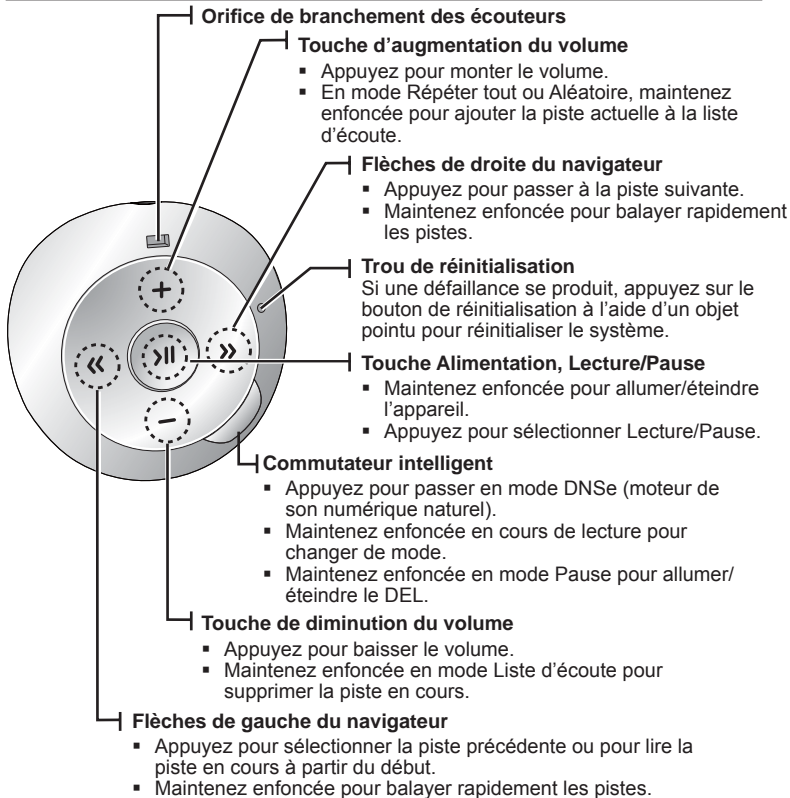 Orifice de branchement des écouteurs
Touche d'augmentation du volume
▪ Appuyez pour monter le volume.
▪ En mode Répéter tout ou Aléatoire, maintenez
enfoncée pour ajouter la piste actuelle à la liste
d'écoute.
Flèches de droite du navigateur
▪ Appuyez pour passer à la piste suivante.
▪ Maintenez enfoncée pour balayer rapidement
les pistes.
Trou de réinitialisation
Si une défaillance se produit, appuyez sur le
bouton de réinitialisation à l'aide d'un objet
pointu pour réinitialiser le système.
Touche Alimentation, Lecture/Pause
▪ Maintenez enfoncée pour allumer/éteindre
l'appareil.
▪ Appuyez pour sélectionner Lecture/Pause.
Commutateur intelligent
▪ Appuyez pour passer en mode DNSe (moteur de
son numérique naturel).
▪ Maintenez enfoncée en cours de lecture pour
changer de mode.
▪ Maintenez enfoncée en mode Pause pour allumer/
éteindre le DEL.
Touche de diminution du volume
▪ Appuyez pour baisser le volume.
▪ Maintenez enfoncée en mode Liste d'écoute pour
supprimer la piste en cours.
Flèches de gauche du navigateur
▪ Appuyez pour sélectionner la piste précédente ou pour lire la
piste en cours à partir du début.
▪ Maintenez enfoncée pour balayer rapidement les pistes.